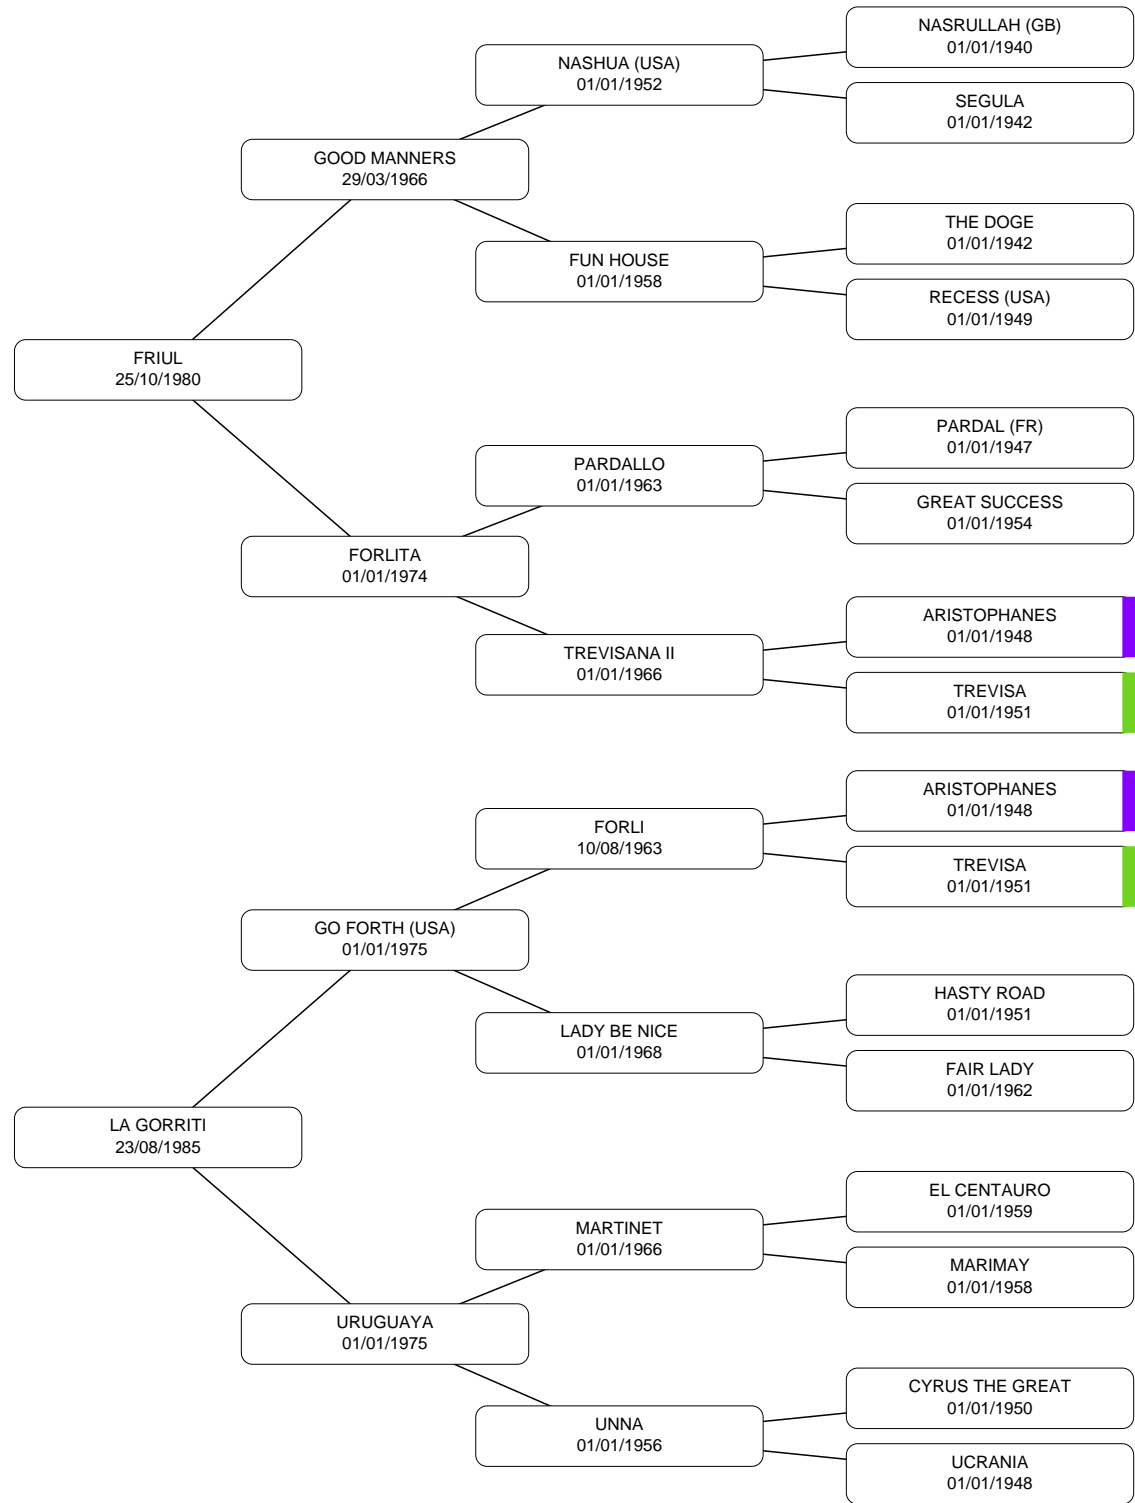 NASRULLAH (GB)
01/01/1940
NASHUA (USA)
01/01/1952
SEGULA
01/01/1942
GOOD MANNERS
29/03/1966
THE DOGE
01/01/1942
FUN HOUSE
01/01/1958
RECESS (USA)
01/01/1949
FRIUL
25/10/1980
PARDAL (FR)
01/01/1947
PARDALLO
01/01/1963
GREAT SUCCESS
01/01/1954
FORLITA
01/01/1974
ARISTOPHANES
01/01/1948
TREVISANA II
01/01/1966
TREVISA
01/01/1951
ARISTOPHANES
01/01/1948
FORLI
10/08/1963
TREVISA
01/01/1951
GO FORTH (USA)
01/01/1975
HASTY ROAD
01/01/1951
LADY BE NICE
01/01/1968
FAIR LADY
01/01/1962
LA GORRITI
23/08/1985
EL CENTAURO
01/01/1959
MARTINET
01/01/1966
MARIMAY
01/01/1958
URUGUAYA
01/01/1975
CYRUS THE GREAT
01/01/1950
UNNA
01/01/1956
UCRANIA
01/01/1948